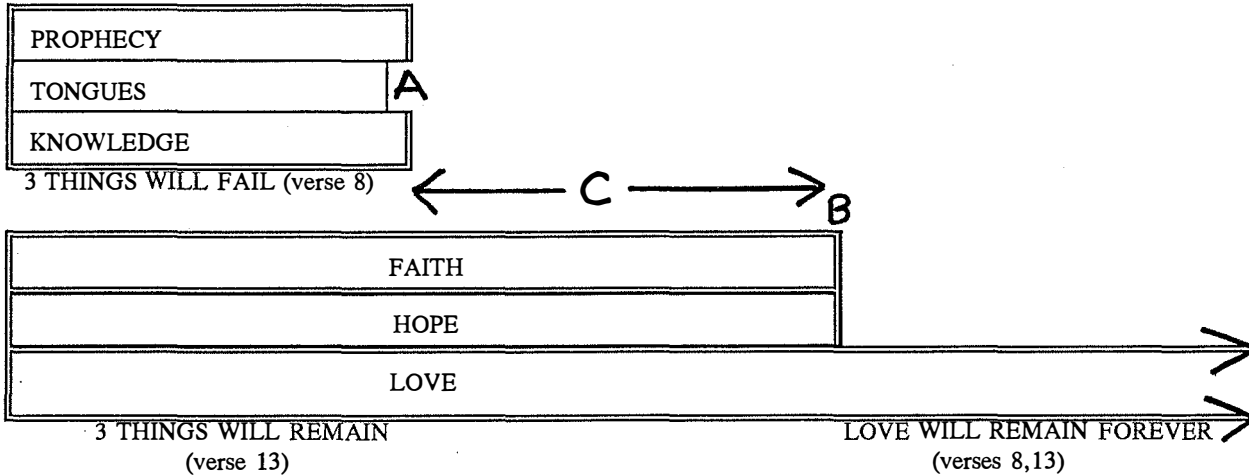 PROPHECY
TONGUES A
KNOWLEDGE
3 THINGS WILL FAIL (verse 8)
C
B
FAITH
HOPE
LOVE
3 THINGS WILL REMAIN
(verse 13)
LOVE WILL REMAIN FOREVER
(verses 8,13)